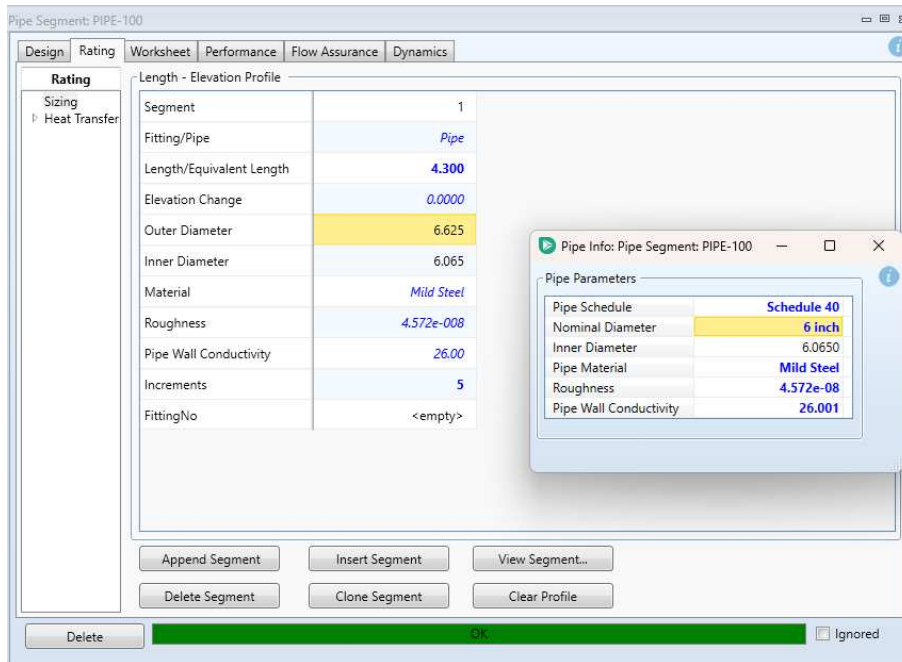 Pipe Segment: PIPE-100
Design Rating Worksheet Performance Flow Assurance Dynamics
Rating
Sizing
Heat Transfer
Length - Elevation Profile
Segment 1
Fitting/Pipe Pipe
Length/Equivalent Length 4.300
Elevation Change 0.0000
Outer Diameter 6.625
Inner Diameter 6.065
Material Mild Steel
Roughness 4.572e-008
Pipe Wall Conductivity 26.00
Increments 5
FittingNo <empty>
Pipe Info: Pipe Segment: PIPE-100
Pipe Parameters
Pipe Schedule Schedule 40
Nominal Diameter 6 inch
Inner Diameter 6.0650
Pipe Material Mild Steel
Roughness 4.572e-08
Pipe Wall Conductivity 26.001
Append Segment Insert Segment View Segment...
Delete Segment Clone Segment Clear Profile
Delete OK Ignored